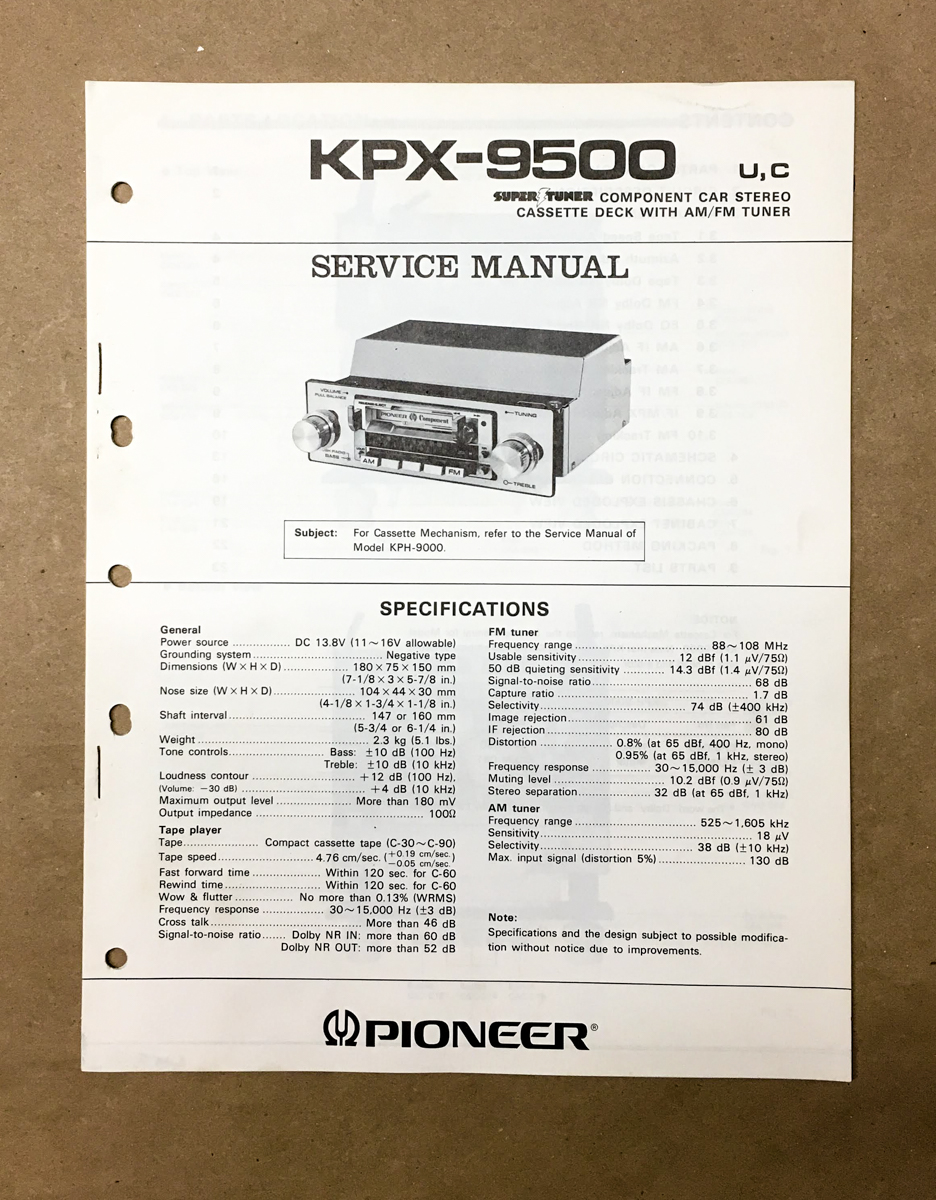 KPX-9500 U,C
SUPER TUNER COMPONENT CAR STEREO
CASSETTE DECK WITH AM/FM TUNER
SERVICE MANUAL
VOLUME
PULL-BALANCE
TUNING
PIONEER Component
BASS
AM
FM
TREBLE
Subject: For Cassette Mechanism, refer to the Service Manual of
Model KPH-9000.
SPECIFICATIONS
General
Power source .................. DC 13.8V (11～16V allowable)
Grounding system .................. Negative type
Dimensions (W×H×D) .................. 180×75×150 mm
(7-1/8×3×5-7/8 in.)
Nose size (W×H×D) .................. 104×44×30 mm
(4-1/8×1-3/4×1-1/8 in.)
Shaft interval .................. 147 or 160 mm
(5-3/4 or 6-1/4 in.)
Weight .................. 2.3 kg (5.1 lbs.)
Tone controls .................. Bass: ±10 dB (100 Hz)
Treble: ±10 dB (10 kHz)
Loudness contour .................. +12 dB (100 Hz),
(Volume: −30 dB) .................. +4 dB (10 kHz)
Maximum output level .................. More than 180 mV
Output impedance .................. 100Ω
Tape player
Tape .................. Compact cassette tape (C-30～C-90)
Tape speed .................. 4.76 cm/sec. (+0.19 cm/sec. −0.05 cm/sec.)
Fast forward time .................. Within 120 sec. for C-60
Rewind time .................. Within 120 sec. for C-60
Wow & flutter .................. No more than 0.13% (WRMS)
Frequency response .................. 30～15,000 Hz (±3 dB)
Cross talk .................. More than 46 dB
Signal-to-noise ratio ...... Dolby NR IN: more than 60 dB
Dolby NR OUT: more than 52 dB
FM tuner
Frequency range .................. 88～108 MHz
Usable sensitivity .................. 12 dBf (1.1 μV/75Ω)
50 dB quieting sensitivity ............ 14.3 dBf (1.4 μV/75Ω)
Signal-to-noise ratio .................. 68 dB
Capture ratio .................. 1.7 dB
Selectivity .................. 74 dB (±400 kHz)
Image rejection .................. 61 dB
IF rejection .................. 80 dB
Distortion .................. 0.8% (at 65 dBf, 400 Hz, mono)
0.95% (at 65 dBf, 1 kHz, stereo)
Frequency response .................. 30～15,000 Hz (± 3 dB)
Muting level .................. 10.2 dBf (0.9 μV/75Ω)
Stereo separation .................. 32 dB (at 65 dBf, 1 kHz)
AM tuner
Frequency range .................. 525～1,605 kHz
Sensitivity .................. 18 μV
Selectivity .................. 38 dB (±10 kHz)
Max. input signal (distortion 5%) .................. 130 dB
Note:
Specifications and the design subject to possible modifica-
tion without notice due to improvements.
PIONEER®